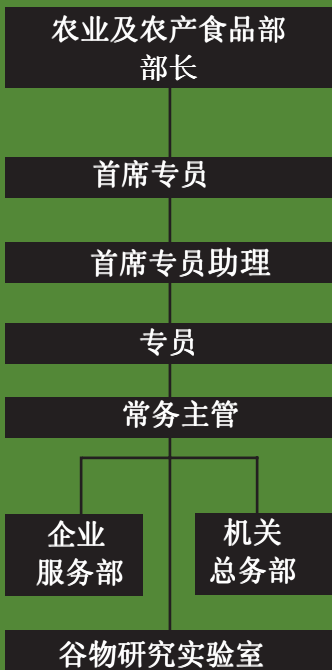 农业及农产食品部
部长
首席专员
首席专员助理
专员
常务主管
企业
服务部
机关
总务部
谷物研究实验室